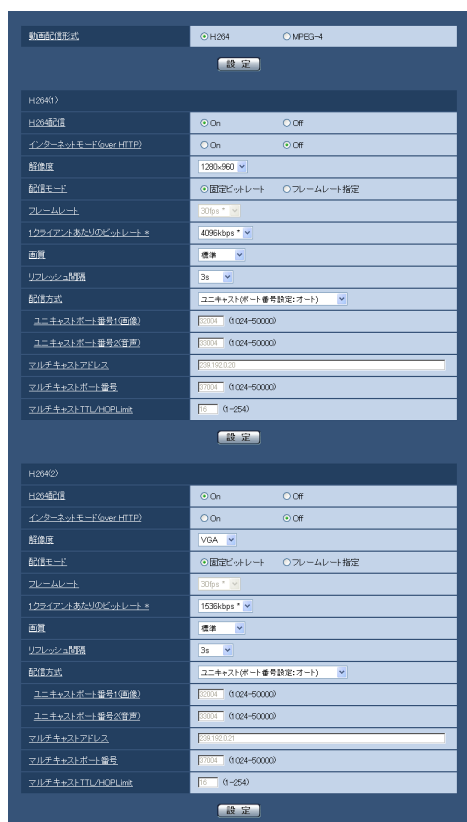 動画配信形式 H.264 MPEG-4
設定
H.264(1)
H.264配信 On Off
インターネットモード(over HTTP) On Off
解像度 1280×960
配信モード 固定ビットレート フレームレート指定
フレームレート 30fps *
1クライアントあたりのビットレート * 4096kbps *
画質 標準
リフレッシュ間隔 3s
配信方式 ユニキャスト(ポート番号設定:オート)
ユニキャストポート番号1(画像) 32004 (1024-50000)
ユニキャストポート番号2(音声) 33004 (1024-50000)
マルチキャストアドレス 239.192.0.20
マルチキャストポート番号 37004 (1024-50000)
マルチキャストTTL/HOPLimit 16 (1-254)
設定
H.264(2)
H.264配信 On Off
インターネットモード(over HTTP) On Off
解像度 VGA
配信モード 固定ビットレート フレームレート指定
フレームレート 30fps *
1クライアントあたりのビットレート * 1536kbps *
画質 標準
リフレッシュ間隔 3s
配信方式 ユニキャスト(ポート番号設定:オート)
ユニキャストポート番号1(画像) 32004 (1024-50000)
ユニキャストポート番号2(音声) 33004 (1024-50000)
マルチキャストアドレス 239.192.0.21
マルチキャストポート番号 37004 (1024-50000)
マルチキャストTTL/HOPLimit 16 (1-254)
設定